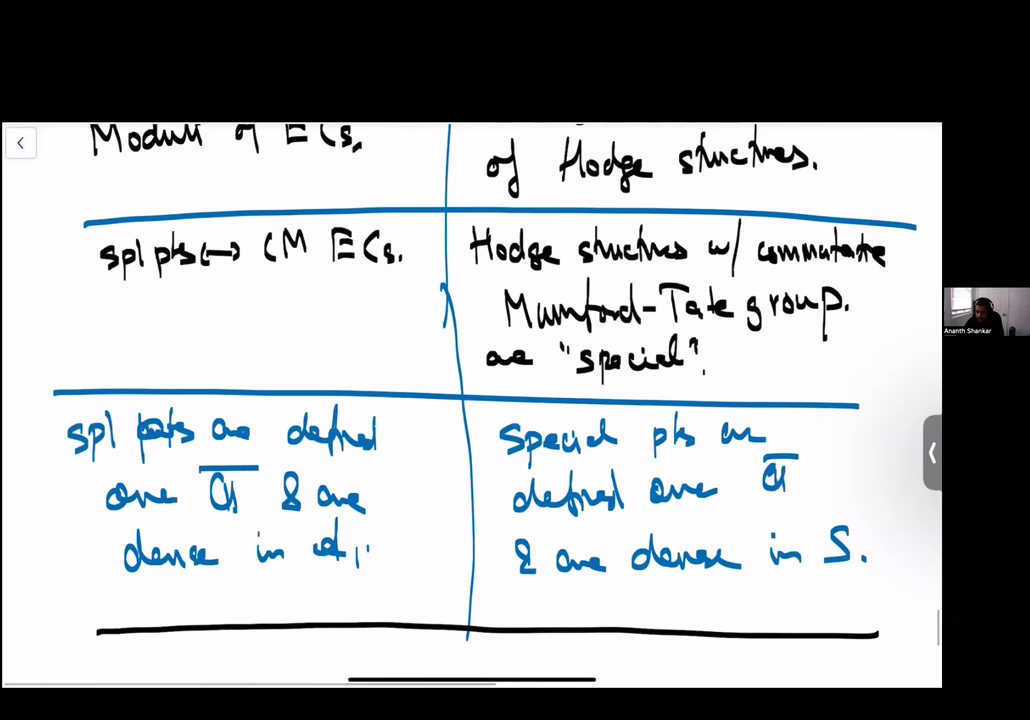 Moduli of ECs.
of Hodge structures.
spl pts ↔ CM ECs.
Hodge structures w/ commutative
Mumford-Tate group.
are "special".
spl pts are defined
over Q̅ & are
dense in A₁.
Special pts are
defined over Q̅
& are dense in S.
Ananth Shankar